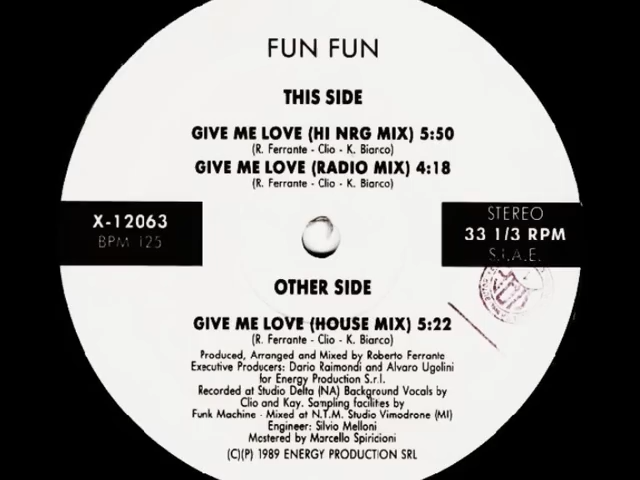 FUN FUN
THIS SIDE
GIVE ME LOVE (HI NRG MIX) 5:50
(R. Ferrante - Clio - K. Biarco)
GIVE ME LOVE (RADIO MIX) 4:18
(R. Ferrante - Clio - K. Biarco)
X-12063
BPM 125
STEREO
33 1/3 RPM
S.I.A.E.
OTHER SIDE
GIVE ME LOVE (HOUSE MIX) 5:22
(R. Ferrante - Clio - K. Biarco)
Produced, Arranged and Mixed by Roberto Ferrante
Executive Producers: Dario Raimondi and Alvaro Ugolini
for Energy Production S.r.l.
Recorded at Studio Delta (NA) Background Vocals by
Clio and Kay. Sampling facilities by
Funk Machine - Mixed at N.T.M. Studio Vimodrone (MI)
Engineer: Silvio Melloni
Mastered by Marcello Spiricioni
(C)(P) 1989 ENERGY PRODUCTION SRL